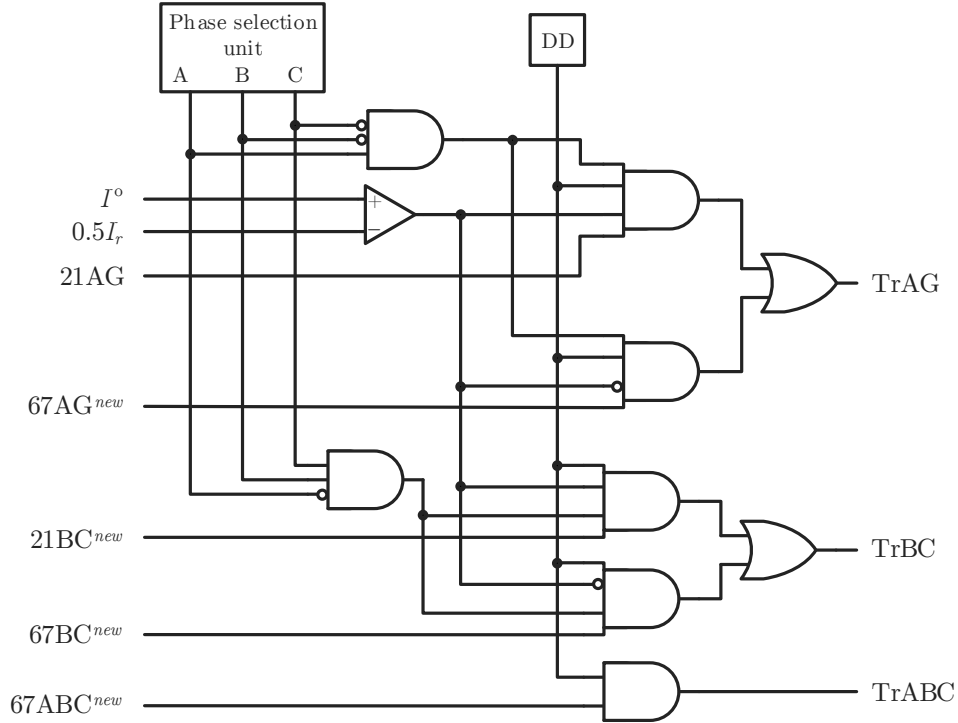 Phase selection
unit
A B C
DD
I° +
0.5Iᵣ −
21AG
TrAG
67AGⁿᵉʷ
21BCⁿᵉʷ
TrBC
67BCⁿᵉʷ
67ABCⁿᵉʷ
TrABC